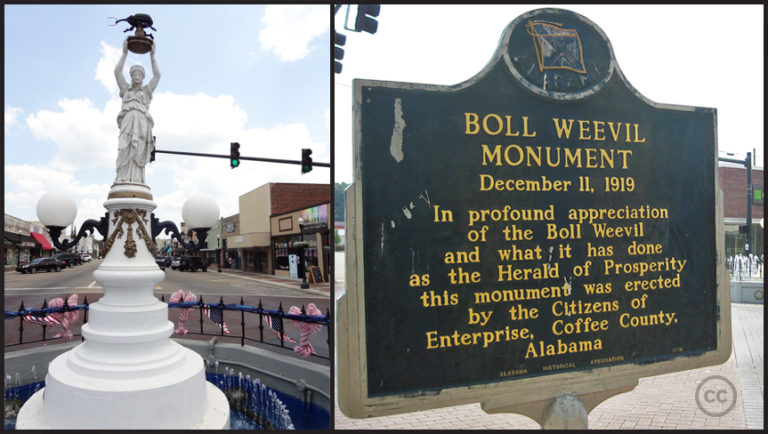 BOLL WEEVIL
MONUMENT
December 11, 1919
In profound appreciation
of the Boll Weevil
and what it has done
as the Herald of Prosperity
this monument was erected
by the Citizens of
Enterprise, Coffee County,
Alabama
ALABAMA HISTORICAL ASSOCIATION
cc